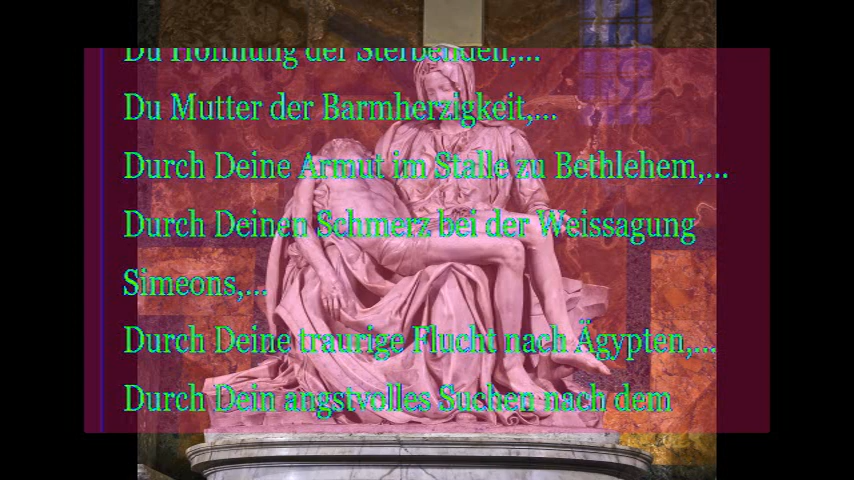 Du Hoffnung der Sterbenden,...
Du Mutter der Barmherzigkeit,...
Durch Deine Armut im Stalle zu Bethlehem,...
Durch Deinen Schmerz bei der Weissagung
Simeons,...
Durch Deine traurige Flucht nach Ägypten,...
Durch Dein angstvolles Suchen nach dem